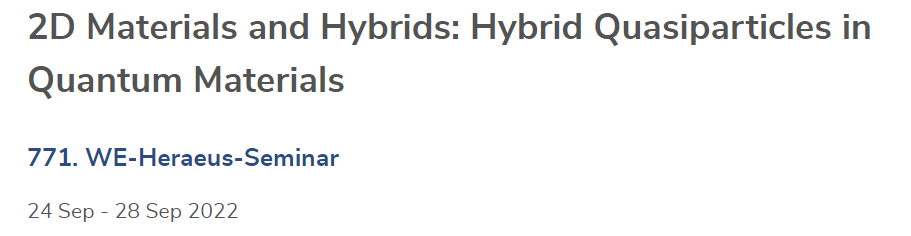 2D Materials and Hybrids: Hybrid Quasiparticles in
Quantum Materials
771. WE-Heraeus-Seminar
24 Sep - 28 Sep 2022